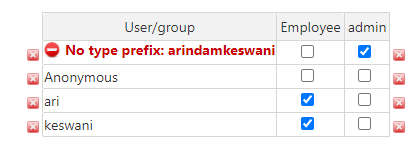 User/group Employee admin
No type prefix: arindamkeswani
Anonymous
ari
keswani